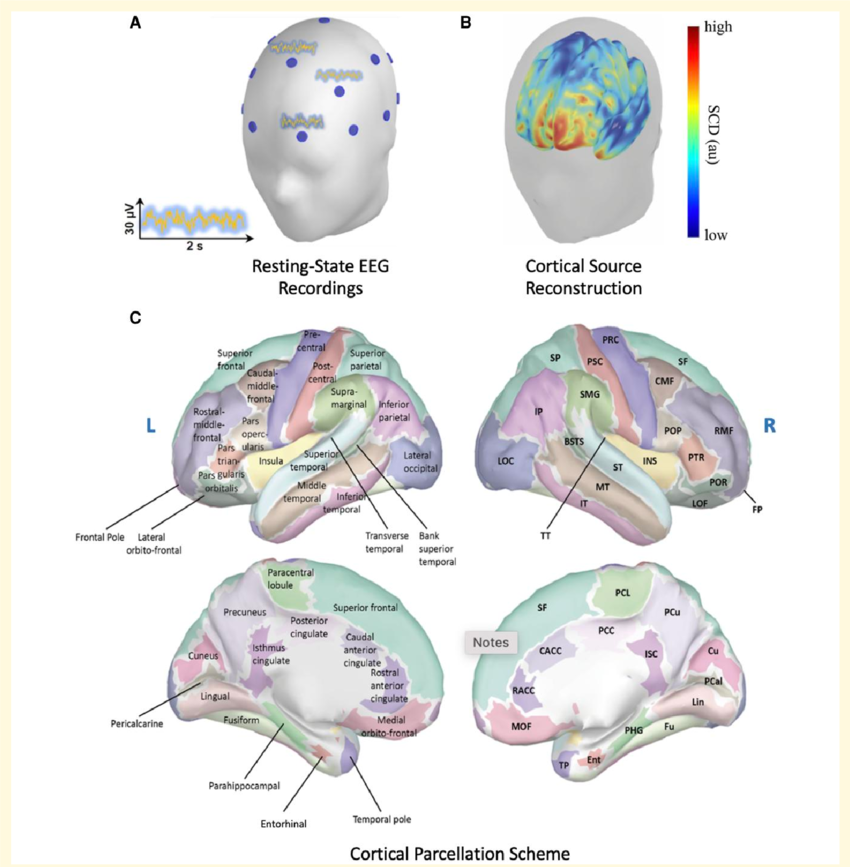 A
B
30 μV
2 s
high
SCD (au)
low
Resting-State EEG
Recordings
Cortical Source
Reconstruction
C
L
R
Superior
frontal
Pre-
central
Post-
central
Superior
parietal
Caudal-
middle-
frontal
Supra-
marginal
Inferior
parietal
Rostral-
middle-
frontal
Pars
operc-
ularis
Pars
trian-
gularis
Pars
orbitalis
Insula
Superior
temporal
Middle
temporal
Inferior
temporal
Lateral
occipital
Frontal Pole
Lateral
orbito-frontal
Transverse
temporal
Bank
superior
temporal
SP
PSC
PRC
SF
CMF
SMG
IP
POP
RMF
BSTS
PTR
LOC
INS
ST
MT
POR
IT
LOF
FP
TT
Paracentral
lobule
Precuneus
Superior frontal
Posterior
cingulate
Cuneus
Isthmus
cingulate
Caudal
anterior
cingulate
Rostral
anterior
cingulate
Pericalcarine
Lingual
Fusiform
Medial
orbito-frontal
Parahippocampal
Entorhinal
Temporal pole
Notes
SF
PCL
PCu
PCC
CACC
ISC
Cu
RACC
PCal
Lin
MOF
PHG
Fu
TP
Ent
Cortical Parcellation Scheme